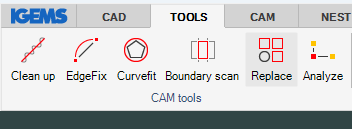 IGEMS CAD TOOLS CAM NEST
Clean up EdgeFix Curvefit Boundary scan Replace Analyze
CAM tools